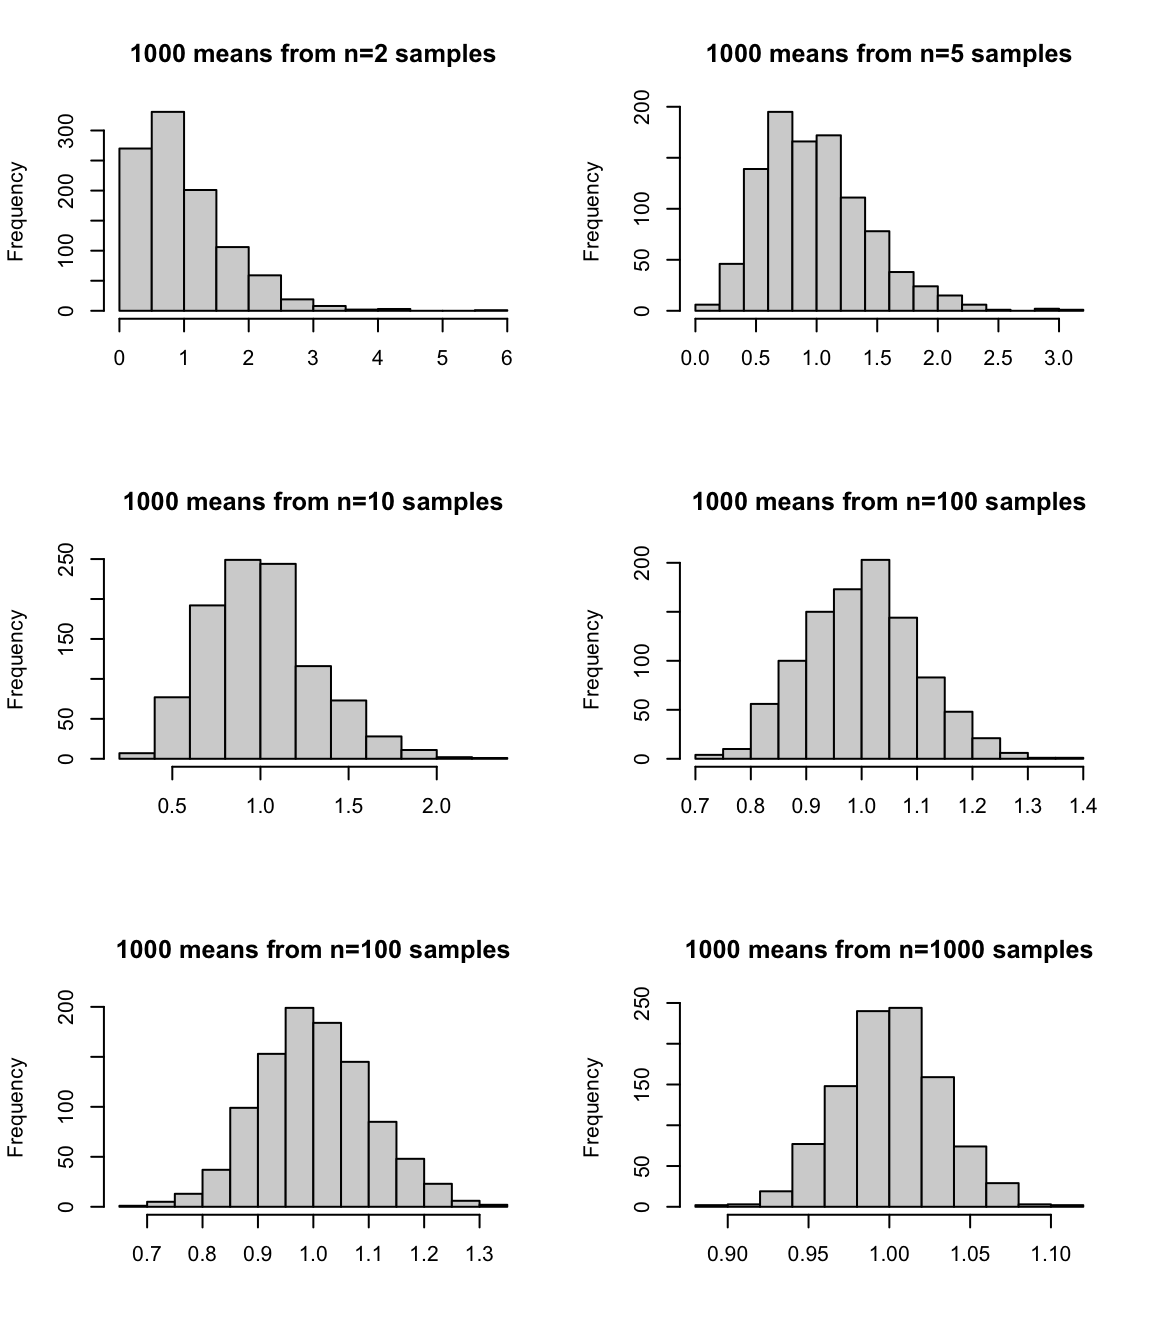 1000 means from n=2 samples
Frequency
0 100 200 300
0 1 2 3 4 5 6
1000 means from n=5 samples
Frequency
0 50 100 200
0.0 0.5 1.0 1.5 2.0 2.5 3.0
1000 means from n=10 samples
Frequency
0 50 150 250
0.5 1.0 1.5 2.0
1000 means from n=100 samples
Frequency
0 50 100 200
0.7 0.8 0.9 1.0 1.1 1.2 1.3 1.4
1000 means from n=100 samples
Frequency
0 50 100 200
0.7 0.8 0.9 1.0 1.1 1.2 1.3
1000 means from n=1000 samples
Frequency
0 50 150 250
0.90 0.95 1.00 1.05 1.10